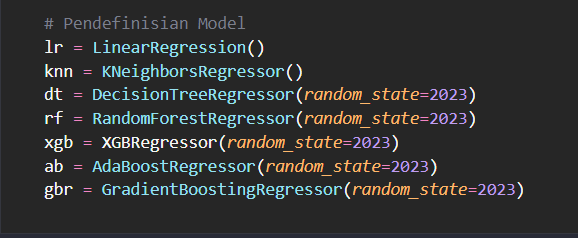 # Pendefinisian Model
lr = LinearRegression()
knn = KNeighborsRegressor()
dt = DecisionTreeRegressor(random_state=2023)
rf = RandomForestRegressor(random_state=2023)
xgb = XGBRegressor(random_state=2023)
ab = AdaBoostRegressor(random_state=2023)
gbr = GradientBoostingRegressor(random_state=2023)